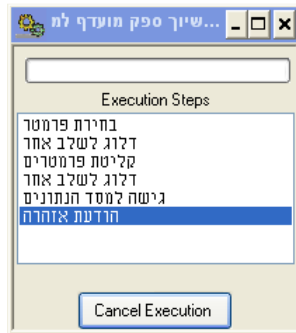 שיוך ספק מועדף למ...
Execution Steps
בחירת פרמטר
דלוג לשלב אחר
קליטת פרמטרים
דלוג לשלב אחר
גישה למסד הנתונים
הודעת אזהרה
Cancel Execution